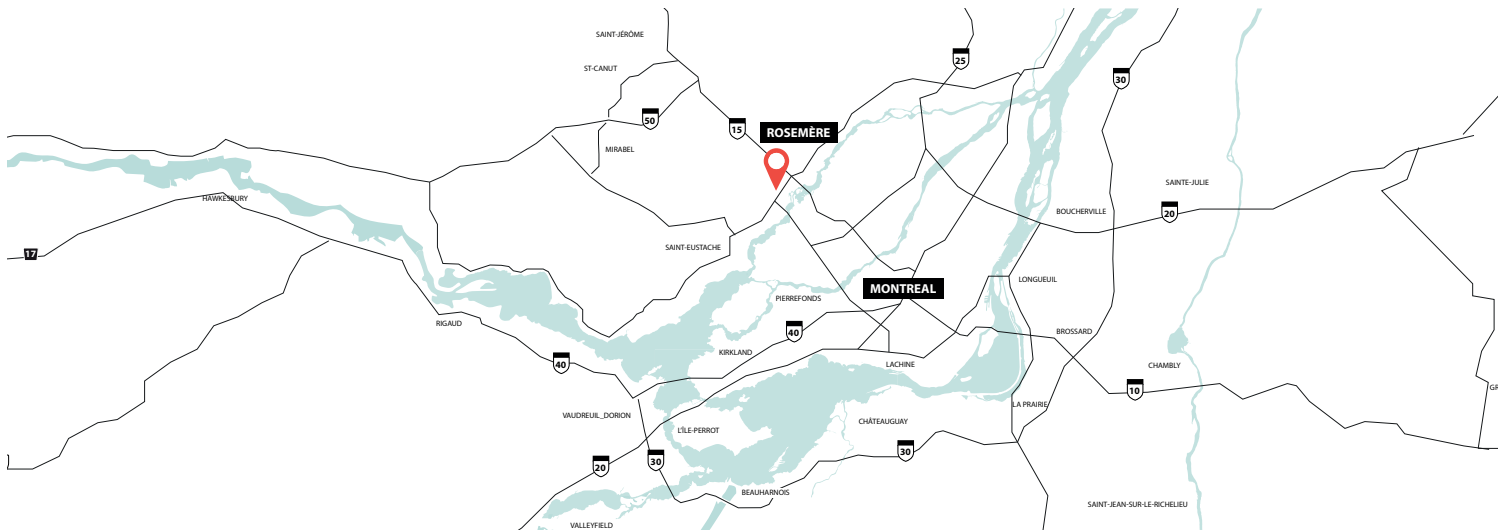 SAINT-JÉRÔME
25
ST-CANUT
30
50
15
ROSEMÈRE
MIRABEL
SAINTE-JULIE
HAWKESBURY
BOUCHERVILLE
20
SAINT-EUSTACHE
17
LONGUEUIL
MONTREAL
PIERREFONDS
RIGAUD
40
BROSSARD
KIRKLAND
40
LACHINE
CHAMBLY
10
GR
LA PRAIRIE
VAUDREUIL_DORION
CHÂTEAUGUAY
L'ÎLE-PERROT
30
20
30
BEAUHARNOIS
SAINT-JEAN-SUR-LE-RICHELIEU
VALLEYFIELD